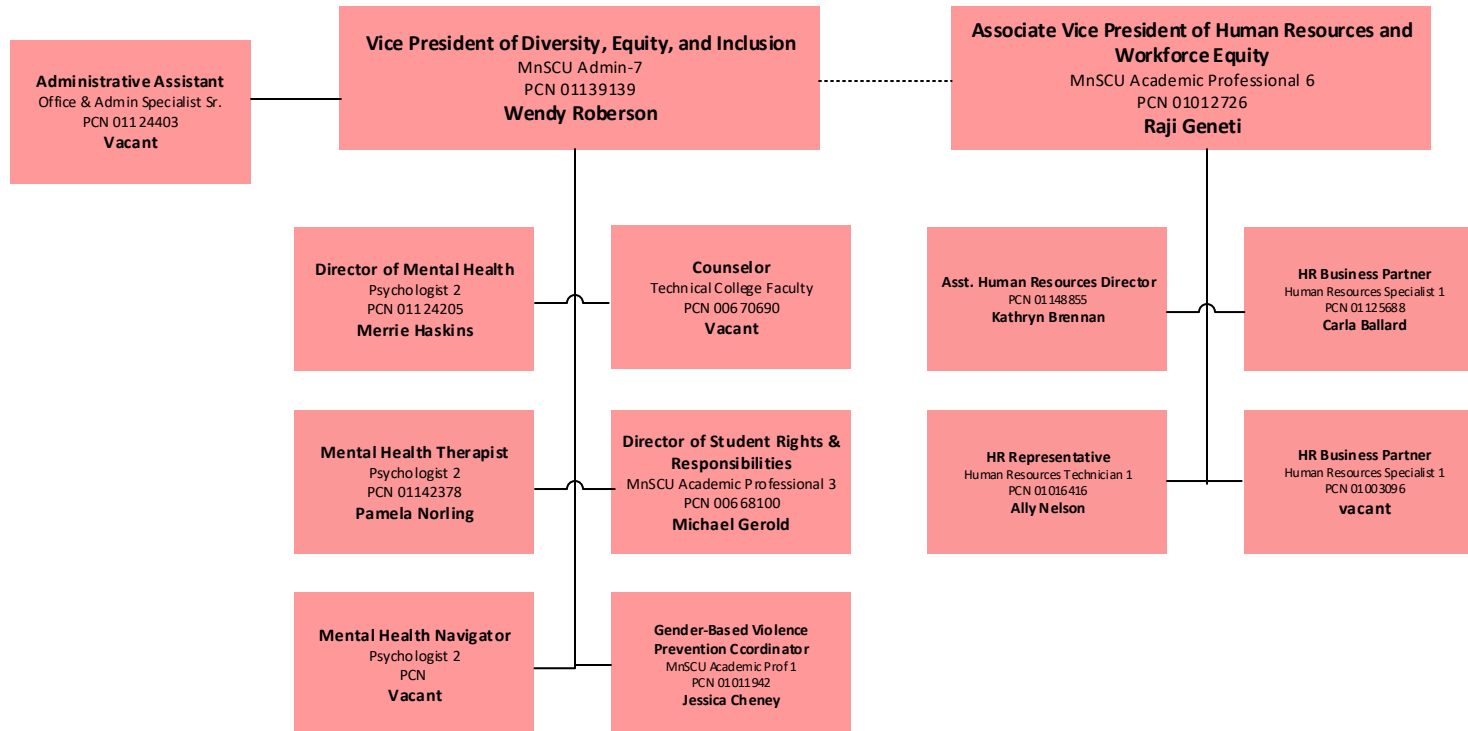 Administrative Assistant
Office & Admin Specialist Sr.
PCN 01124403
Vacant
Vice President of Diversity, Equity, and Inclusion
MnSCU Admin-7
PCN 01139139
Wendy Roberson
Associate Vice President of Human Resources and
Workforce Equity
MnSCU Academic Professional 6
PCN 01012726
Raji Geneti
Director of Mental Health
Psychologist 2
PCN 01124205
Merrie Haskins
Counselor
Technical College Faculty
PCN 00670690
Vacant
Asst. Human Resources Director
PCN 01148855
Kathryn Brennan
HR Business Partner
Human Resources Specialist 1
PCN 01125688
Carla Ballard
Mental Health Therapist
Psychologist 2
PCN 01142378
Pamela Norling
Director of Student Rights &
Responsibilities
MnSCU Academic Professional 3
PCN 00668100
Michael Gerold
HR Representative
Human Resources Technician 1
PCN 01016416
Ally Nelson
HR Business Partner
Human Resources Specialist 1
PCN 01003096
vacant
Mental Health Navigator
Psychologist 2
PCN
Vacant
Gender-Based Violence
Prevention Ccordinator
MnSCU Academic Prof 1
PCN 01011942
Jessica Cheney